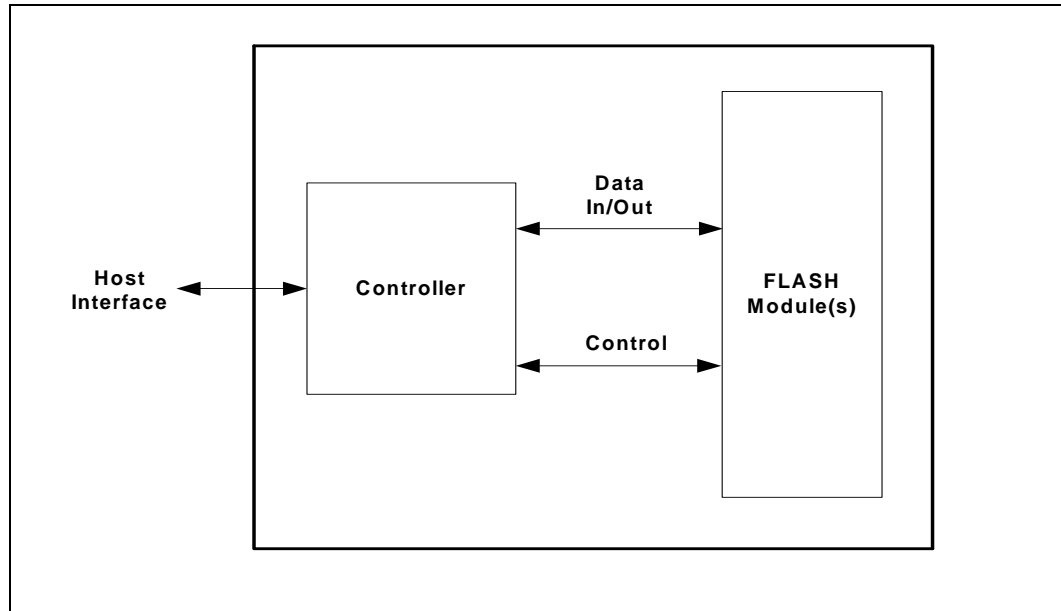 Data
In/Out
Host
Interface
Controller
FLASH
Module(s)
Control